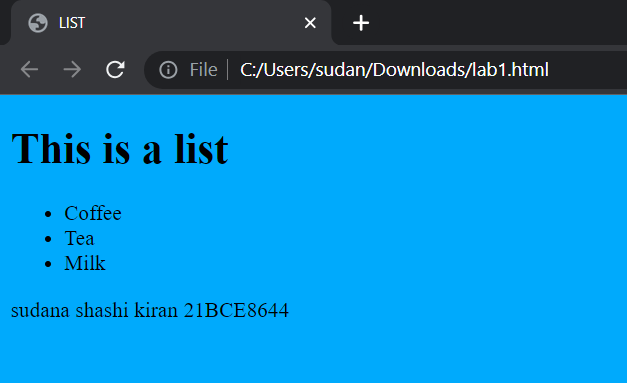 LIST
File C:/Users/sudan/Downloads/lab1.html
This is a list
Coffee
Tea
Milk
sudana shashi kiran 21BCE8644